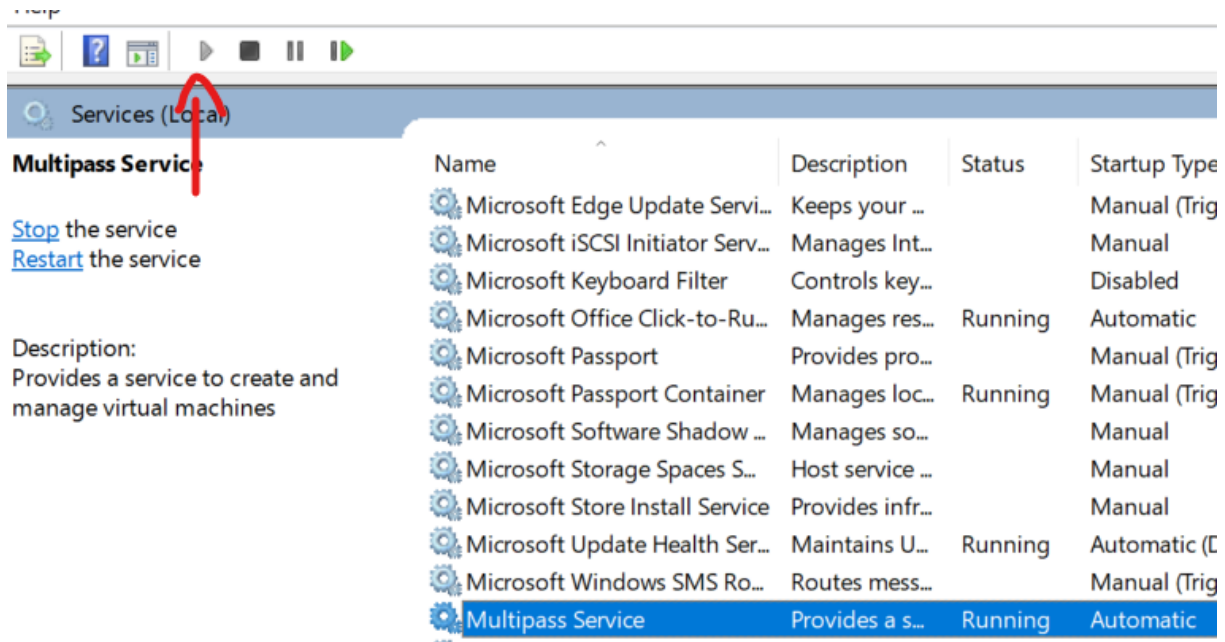 Help
Services (Local)
Multipass Service
Stop the service
Restart the service
Description:
Provides a service to create and
manage virtual machines
Name Description Status Startup Type
Microsoft Edge Update Servi... Keeps your ... Manual (Trig
Microsoft iSCSI Initiator Serv... Manages Int... Manual
Microsoft Keyboard Filter Controls key... Disabled
Microsoft Office Click-to-Ru... Manages res... Running Automatic
Microsoft Passport Provides pro... Manual (Trig
Microsoft Passport Container Manages loc... Running Manual (Trig
Microsoft Software Shadow ... Manages so... Manual
Microsoft Storage Spaces S... Host service ... Manual
Microsoft Store Install Service Provides infr... Manual
Microsoft Update Health Ser... Maintains U... Running Automatic (D
Microsoft Windows SMS Ro... Routes mess... Manual (Trig
Multipass Service Provides a s... Running Automatic